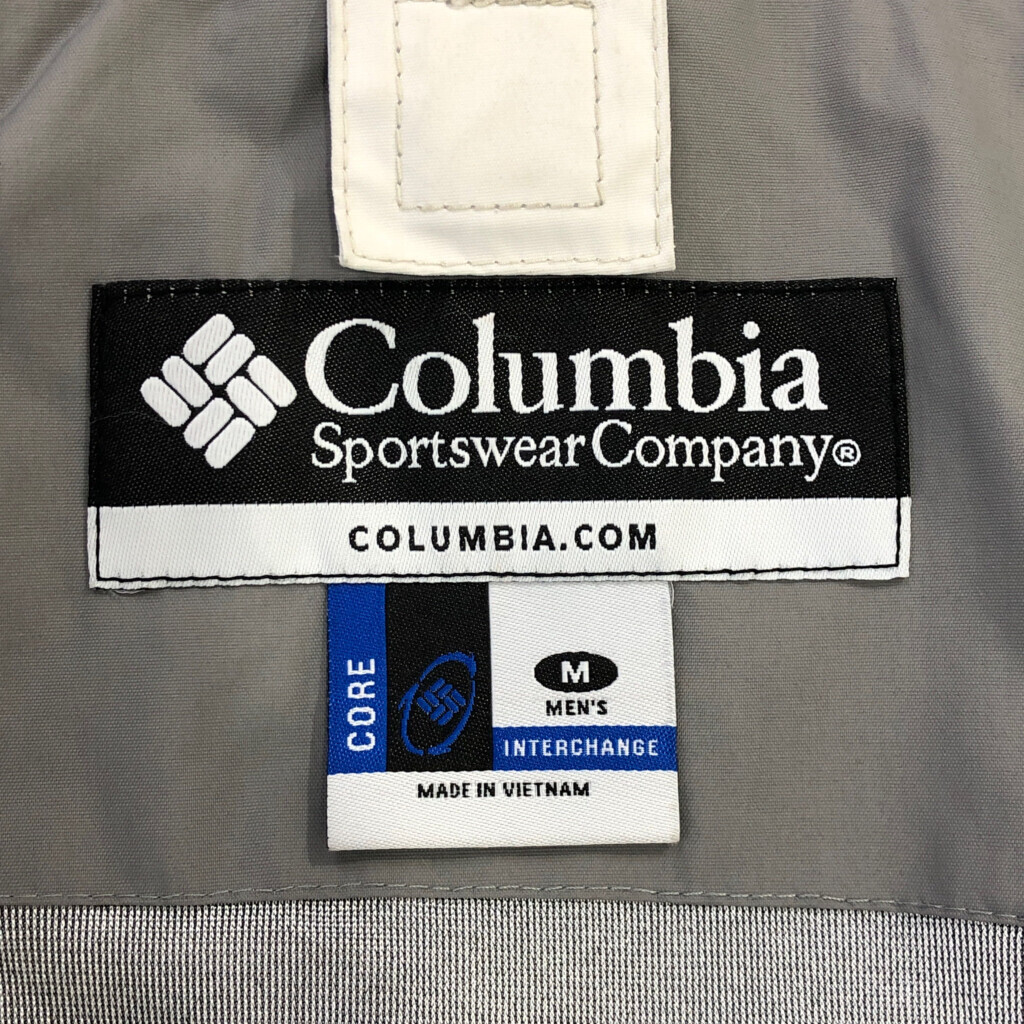 Columbia
Sportswear Company®
COLUMBIA.COM
CORE
M
MEN'S
INTERCHANGE
MADE IN VIETNAM